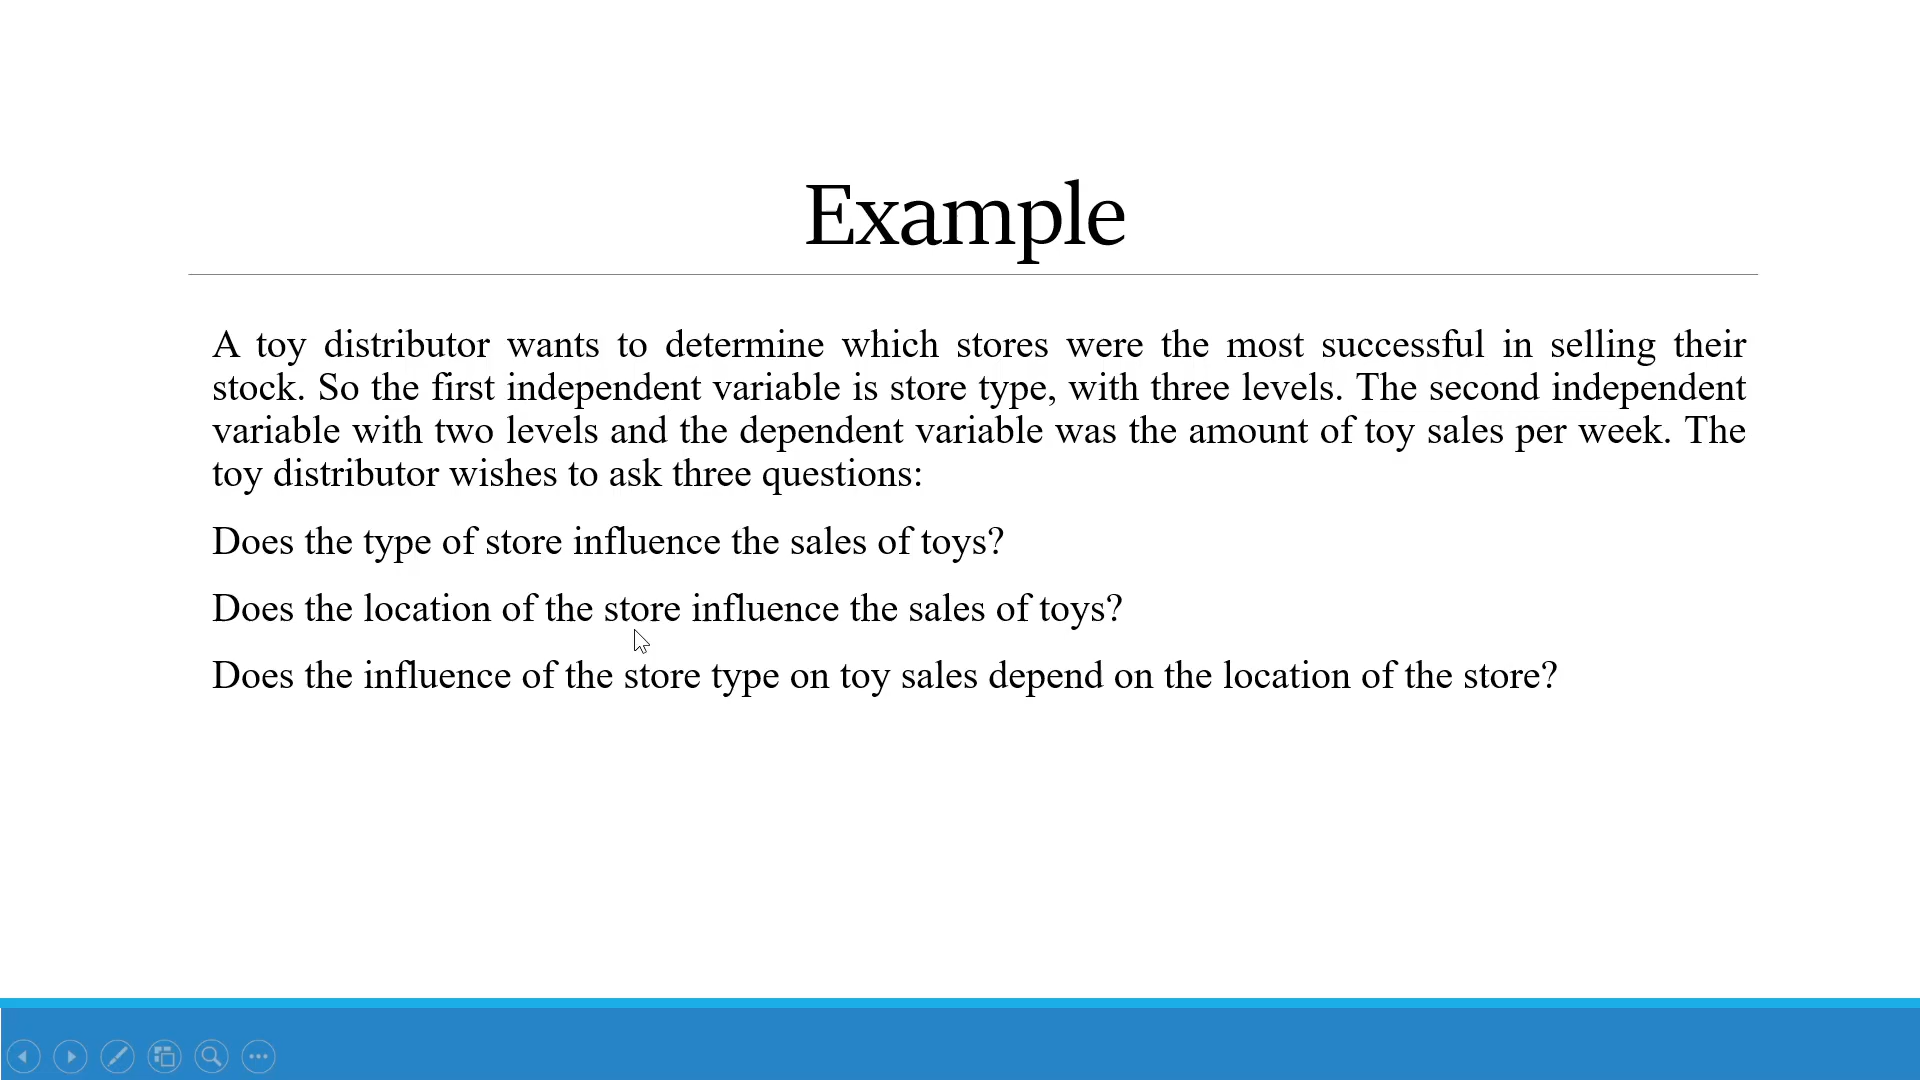 Example
A toy distributor wants to determine which stores were the most successful in selling their
stock. So the first independent variable is store type, with three levels. The second independent
variable with two levels and the dependent variable was the amount of toy sales per week. The
toy distributor wishes to ask three questions:
Does the type of store influence the sales of toys?
Does the location of the store influence the sales of toys?
Does the influence of the store type on toy sales depend on the location of the store?